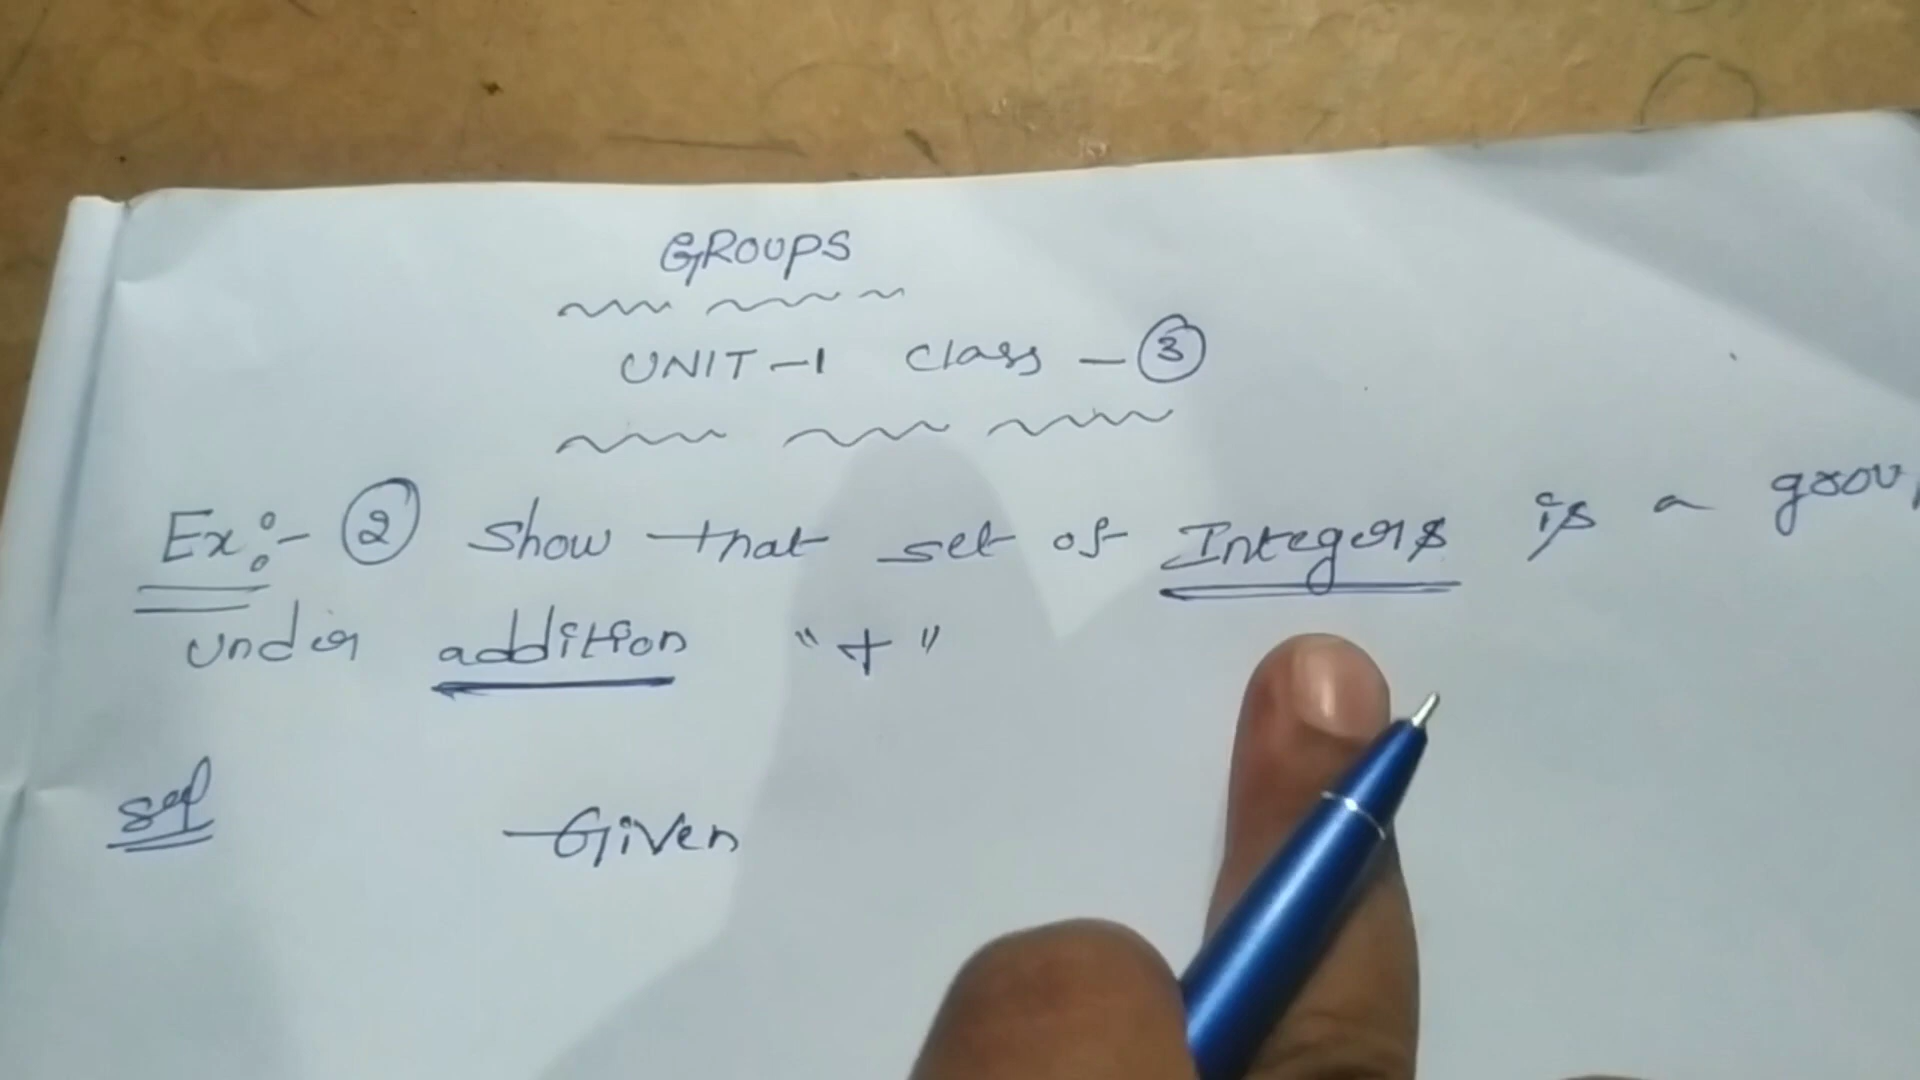 GROUPS
UNIT-1 class - 3
Ex:- 2 Show that set of Integers is a grou
under addition "+"
Sol
Given